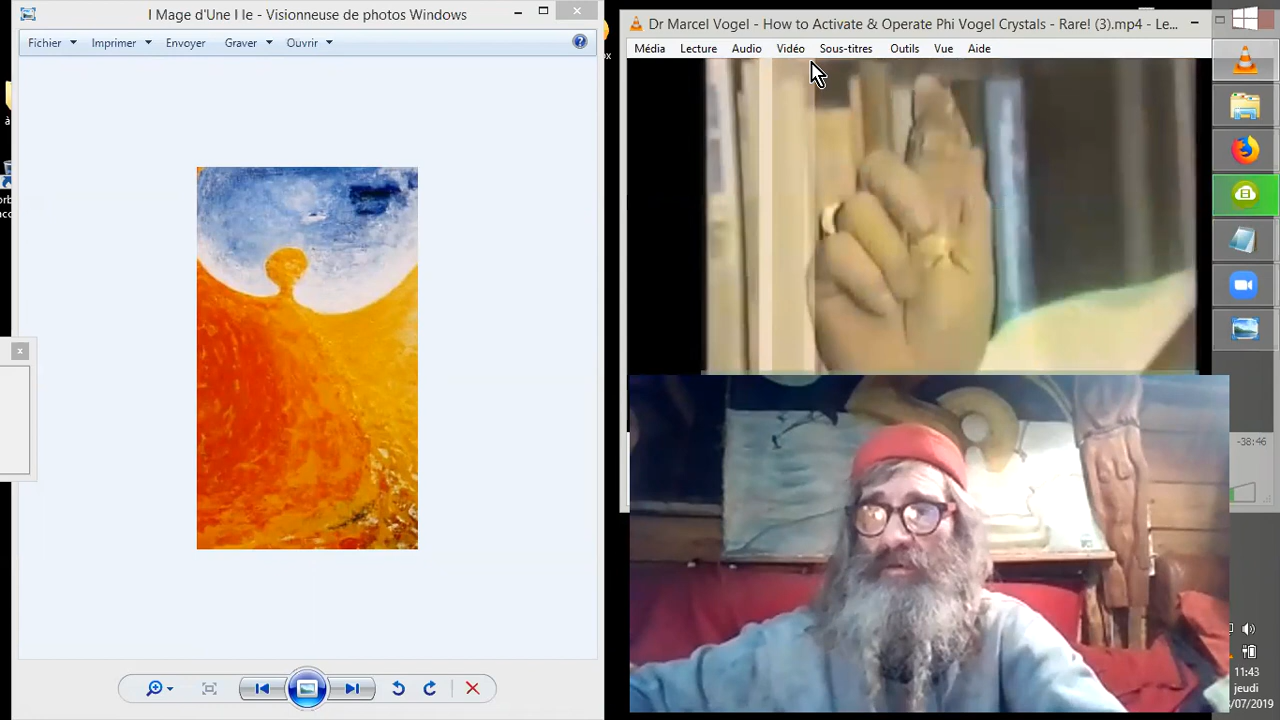 I Mage d'Une I le - Visionneuse de photos Windows
Fichier Imprimer Envoyer Graver Ouvrir
Dr Marcel Vogel - How to Activate & Operate Phi Vogel Crystals - Rare! (3).mp4 - Le...
Média Lecture Audio Vidéo Sous-titres Outils Vue Aide
-38:46
11:43
jeudi
/07/2019